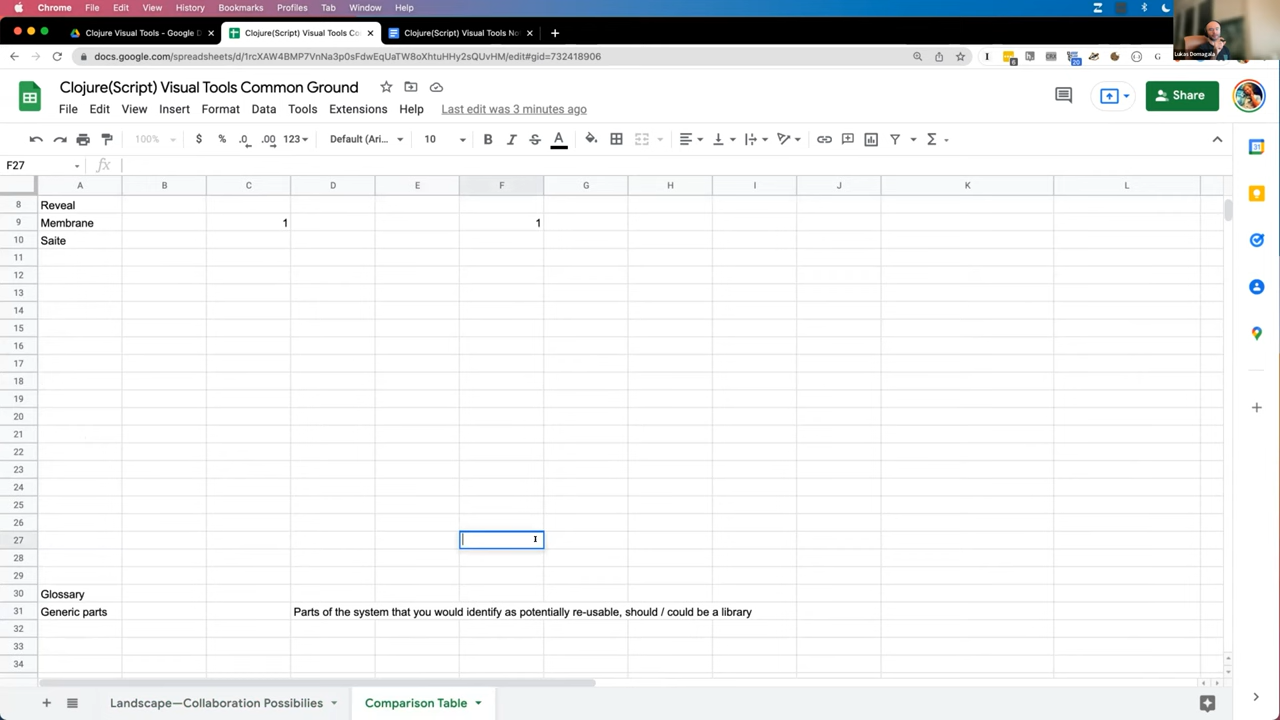 Chrome File Edit View History Bookmarks Profiles Tab Window Help
Clojure Visual Tools - Google D
Clojure(Script) Visual Tools Co
Clojure(Script) Visual Tools No
docs.google.com/spreadsheets/d/1rcXAW4BMP7VnNa3p0sFdwEqUaTW8oXhtuHHy2sQUvHM/edit#gid=732418906
Lukas Domagala
Clojure(Script) Visual Tools Common Ground
File Edit View Insert Format Data Tools Extensions Help Last edit was 3 minutes ago
Share
100% $ % .0 .00 123 Default (Ari... 10 B I S A
F27 fx
A B C D E F G H I J K L
8 Reveal
9 Membrane 1 1
10 Saite
11
12
13
14
15
16
17
18
19
20
21
22
23
24
25
26
27
28
29
30 Glossary
31 Generic parts Parts of the system that you would identify as potentially re-usable, should / could be a library
32
33
34
Landscape—Collaboration Possibilies Comparison Table